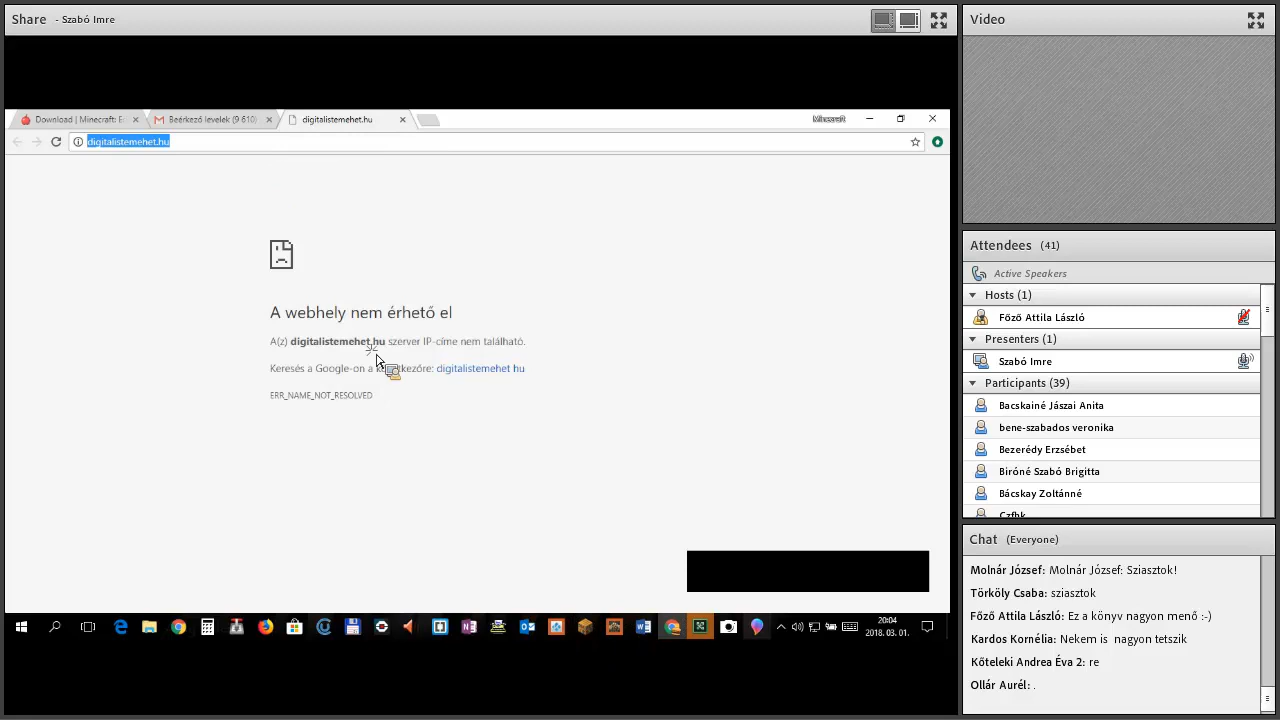 Share - Szabó Imre
Download | Minecraft: E
Beérkező levelek (9 610)
digitalistemehet.hu
Minecraft
digitalistemehet.hu
A webhely nem érhető el
A(z) digitalistemehet.hu szerver IP-címe nem található.
Keresés a Google-on a k tkezőre: digitalistemehet hu
ERR_NAME_NOT_RESOLVED
20:04
2018. 03. 01.
Video
Attendees (41)
Active Speakers
Hosts (1)
Főző Attila László
Presenters (1)
Szabó Imre
Participants (39)
Bacskainé Jászai Anita
bene-szabados veronika
Bezerédy Erzsébet
Biróné Szabó Brigitta
Bácskay Zoltánné
Czfbk
Chat (Everyone)
Molnár József: Molnár József: Sziasztok!
Törköly Csaba: sziasztok
Főző Attila László: Ez a könyv nagyon menő :-)
Kardos Kornélia: Nekem is nagyon tetszik
Kőteleki Andrea Éva 2: re
Ollár Aurél: .